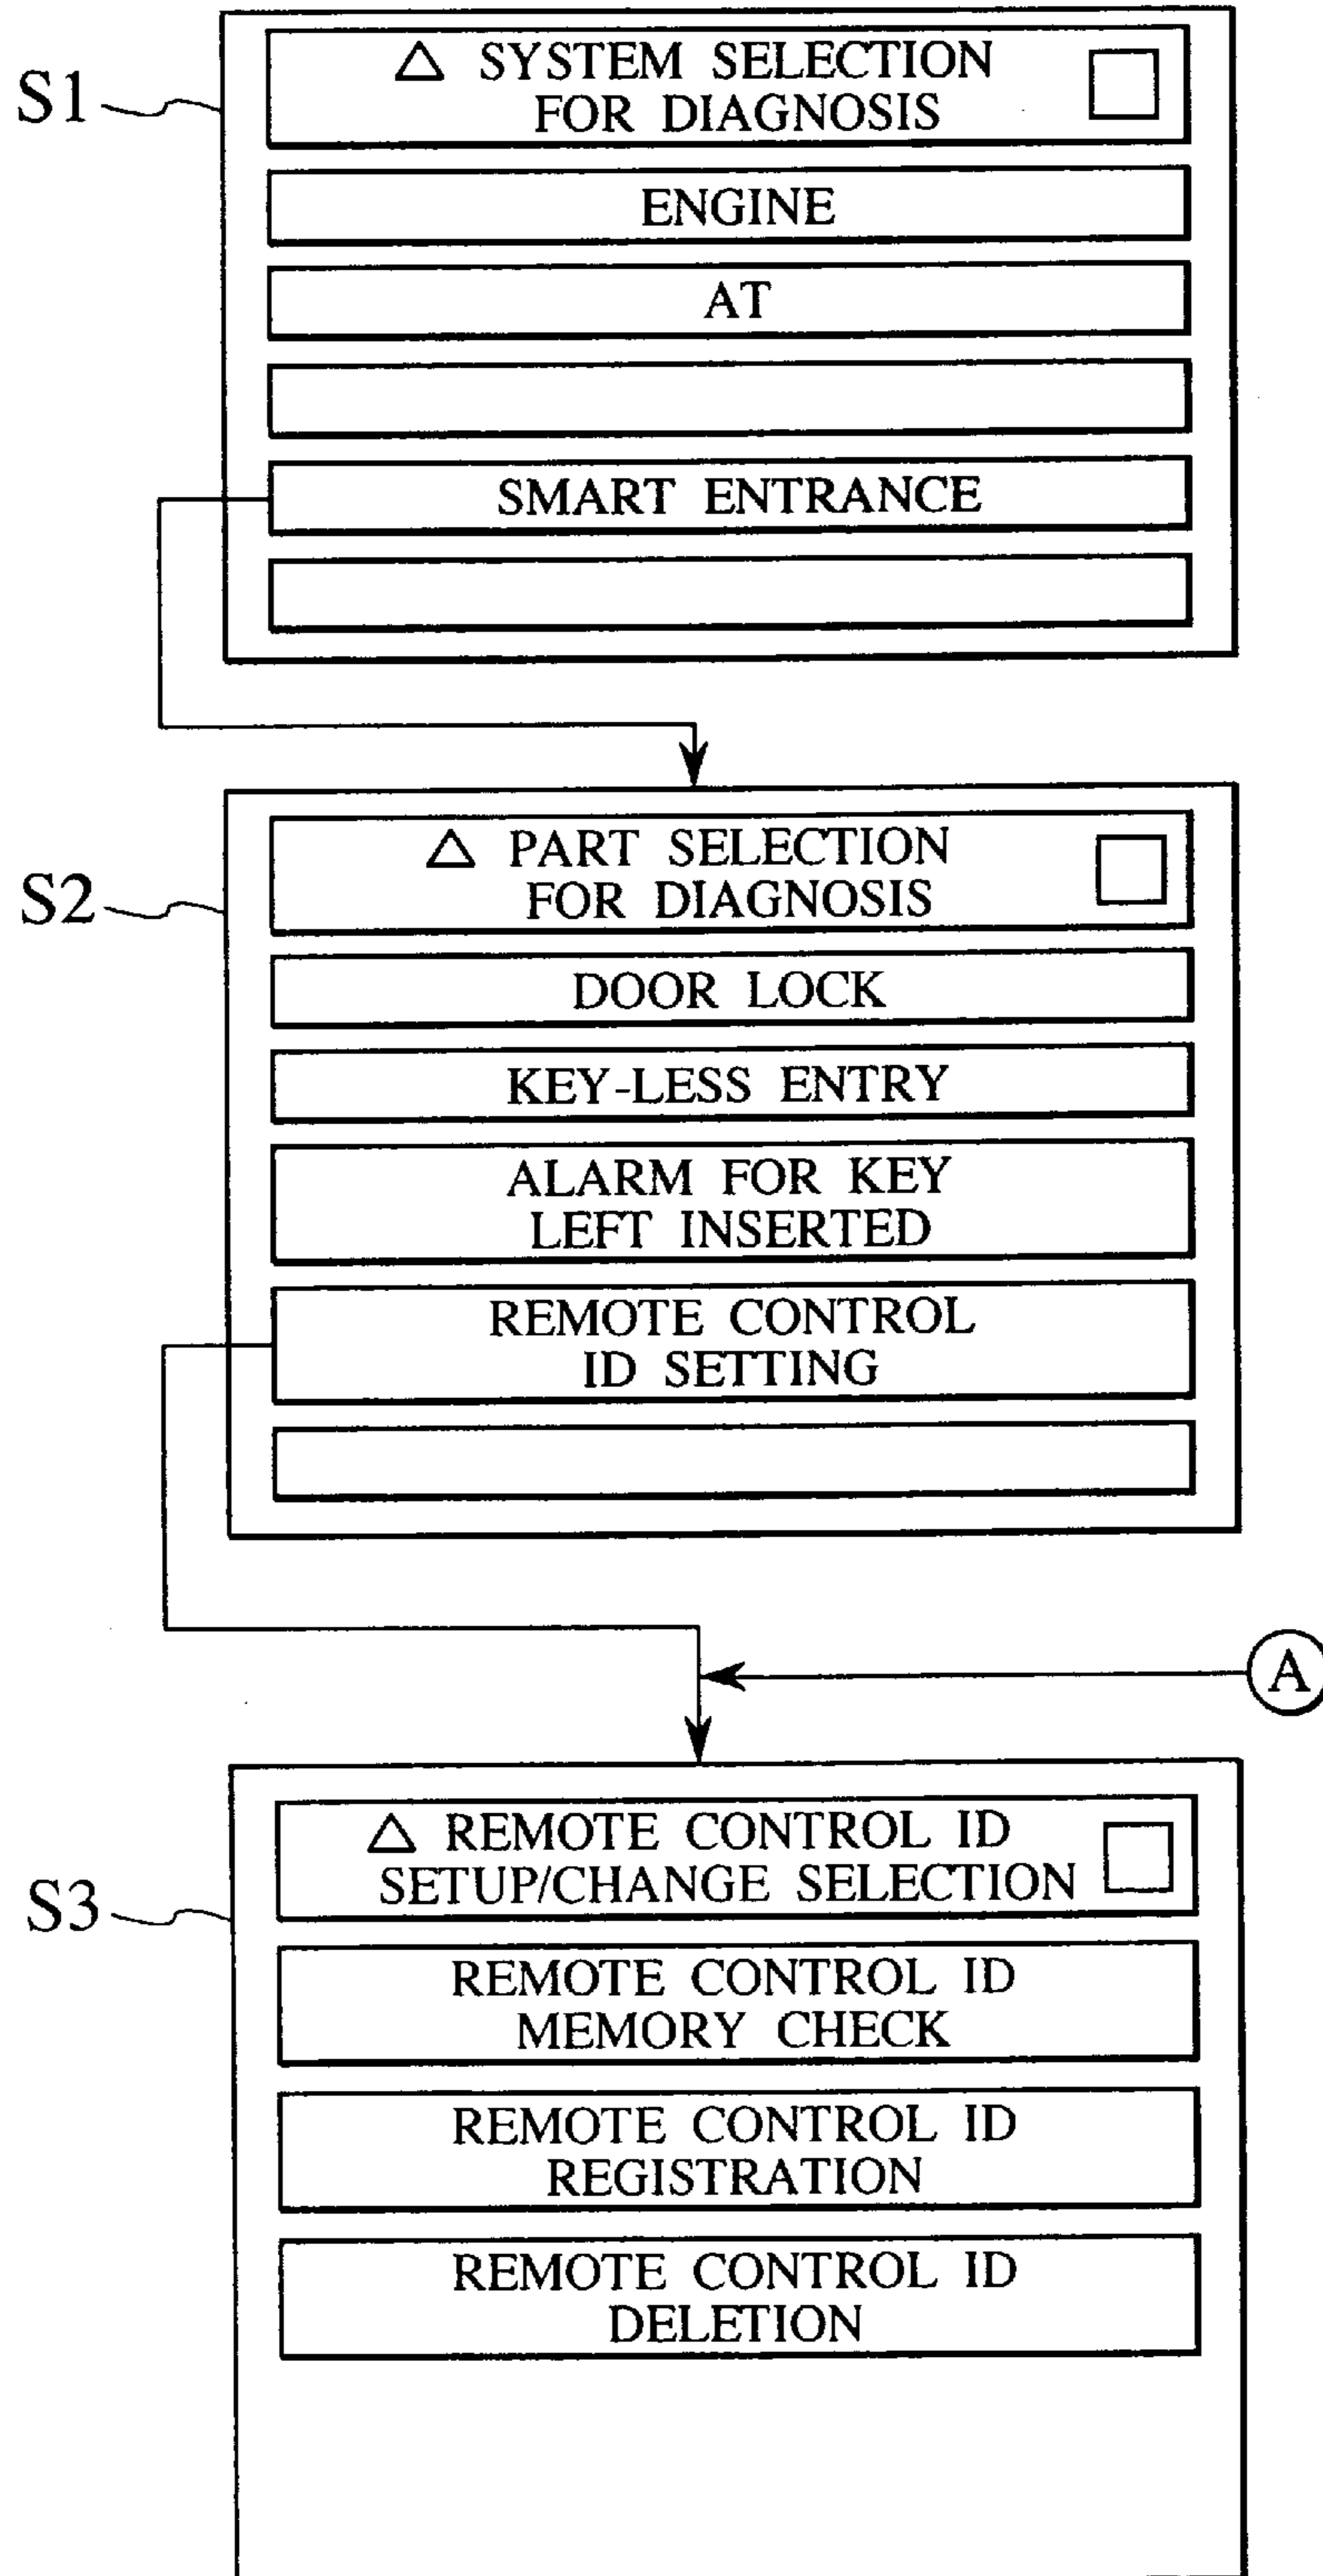 S1
△ SYSTEM SELECTION
FOR DIAGNOSIS
ENGINE
AT
SMART ENTRANCE
S2
△ PART SELECTION
FOR DIAGNOSIS
DOOR LOCK
KEY-LESS ENTRY
ALARM FOR KEY
LEFT INSERTED
REMOTE CONTROL
ID SETTING
A
S3
△ REMOTE CONTROL ID
SETUP/CHANGE SELECTION
REMOTE CONTROL ID
MEMORY CHECK
REMOTE CONTROL ID
REGISTRATION
REMOTE CONTROL ID
DELETION